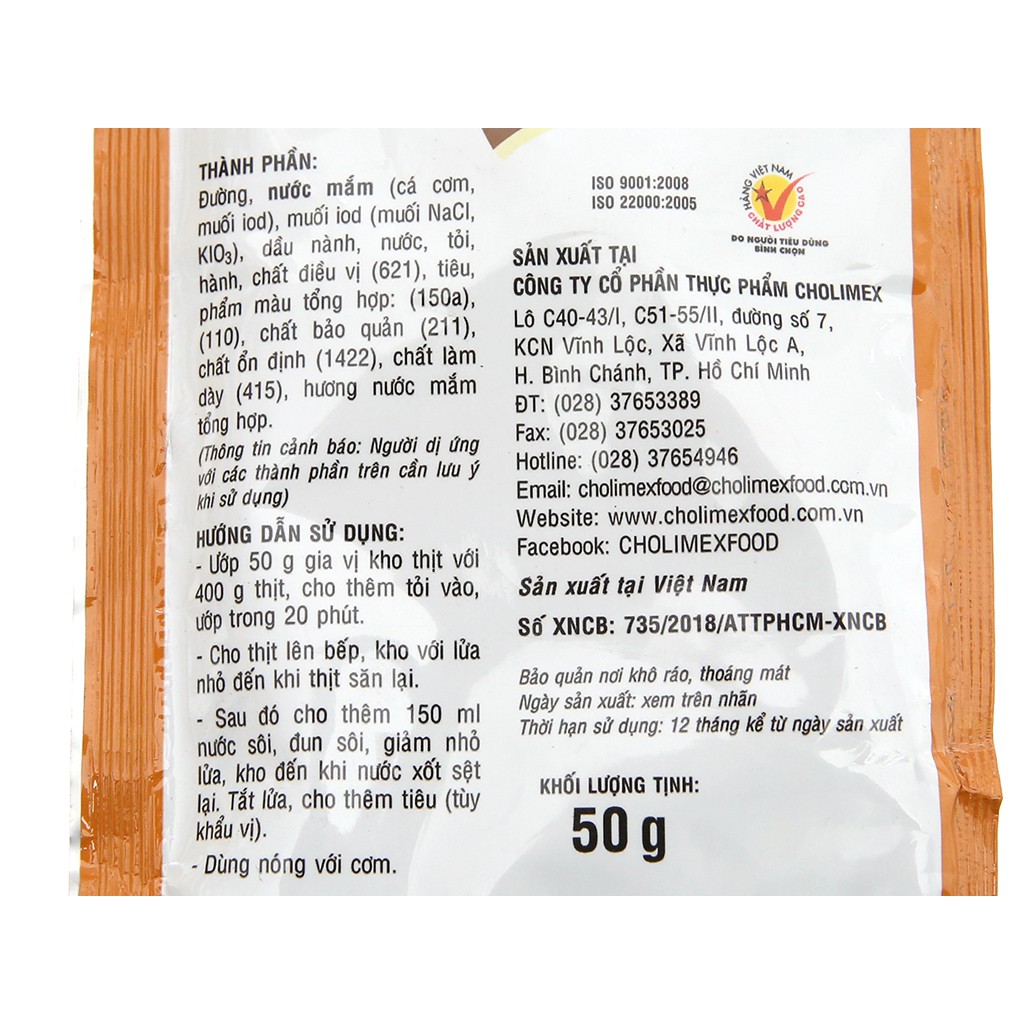 THÀNH PHẦN:
Đường, nước mắm (cá cơm,
muối iod), muối iod (muối NaCl,
KIO₃), dầu nành, nước, tỏi,
hành, chất điều vị (621), tiêu,
phẩm màu tổng hợp: (150a),
(110), chất bảo quản (211),
chất ổn định (1422), chất làm
dày (415), hương nước mắm
tổng hợp.
(Thông tin cảnh báo: Người dị ứng
với các thành phần trên cần lưu ý
khi sử dụng)
HƯỚNG DẪN SỬ DỤNG:
- Ướp 50 g gia vị kho thịt với
400 g thịt, cho thêm tỏi vào,
ướp trong 20 phút.
- Cho thịt lên bếp, kho với lửa
nhỏ đến khi thịt săn lại.
- Sau đó cho thêm 150 ml
nước sôi, đun sôi, giảm nhỏ
lửa, kho đến khi nước xốt sệt
lại. Tắt lửa, cho thêm tiêu (tùy
khẩu vị).
- Dùng nóng với cơm.
ISO 9001:2008
ISO 22000:2005
HÀNG VIỆT NAM
CHẤT LƯỢNG CAO
DO NGƯỜI TIÊU DÙNG
BÌNH CHỌN
SẢN XUẤT TẠI
CÔNG TY CỔ PHẦN THỰC PHẨM CHOLIMEX
Lô C40-43/I, C51-55/II, đường số 7,
KCN Vĩnh Lộc, Xã Vĩnh Lộc A,
H. Bình Chánh, TP. Hồ Chí Minh
ĐT: (028) 37653389
Fax: (028) 37653025
Hotline: (028) 37654946
Email: cholimexfood@cholimexfood.com.vn
Website: www.cholimexfood.com.vn
Facebook: CHOLIMEXFOOD
Sản xuất tại Việt Nam
Số XNCB: 735/2018/ATTPHCM-XNCB
Bảo quản nơi khô ráo, thoáng mát
Ngày sản xuất: xem trên nhãn
Thời hạn sử dụng: 12 tháng kể từ ngày sản xuất
KHỐI LƯỢNG TỊNH:
50 g